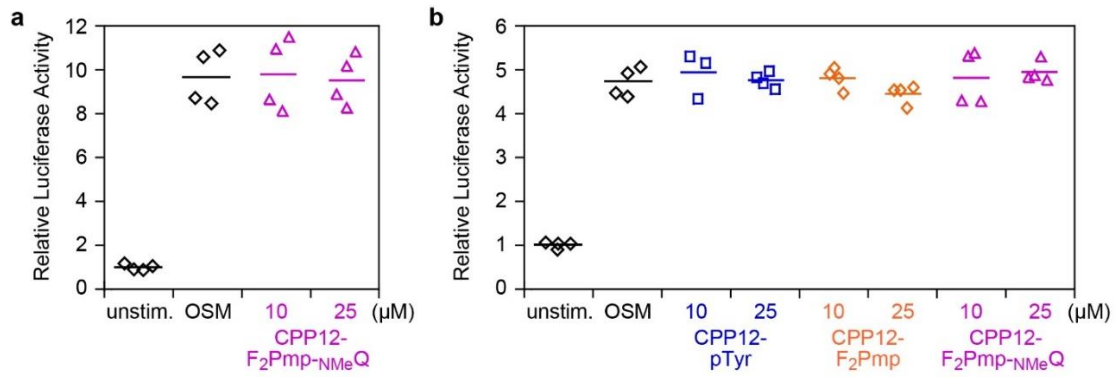 a
Relative Luciferase Activity
12
10
8
6
4
2
0
unstim. OSM 10 25 (μM)
CPP12-
F₂Pmp-NMeQ
b
Relative Luciferase Activity
6
5
4
3
2
1
0
unstim. OSM 10 25 10 25 10 25 (μM)
CPP12- CPP12- CPP12-
pTyr F₂Pmp F₂Pmp-NMeQ